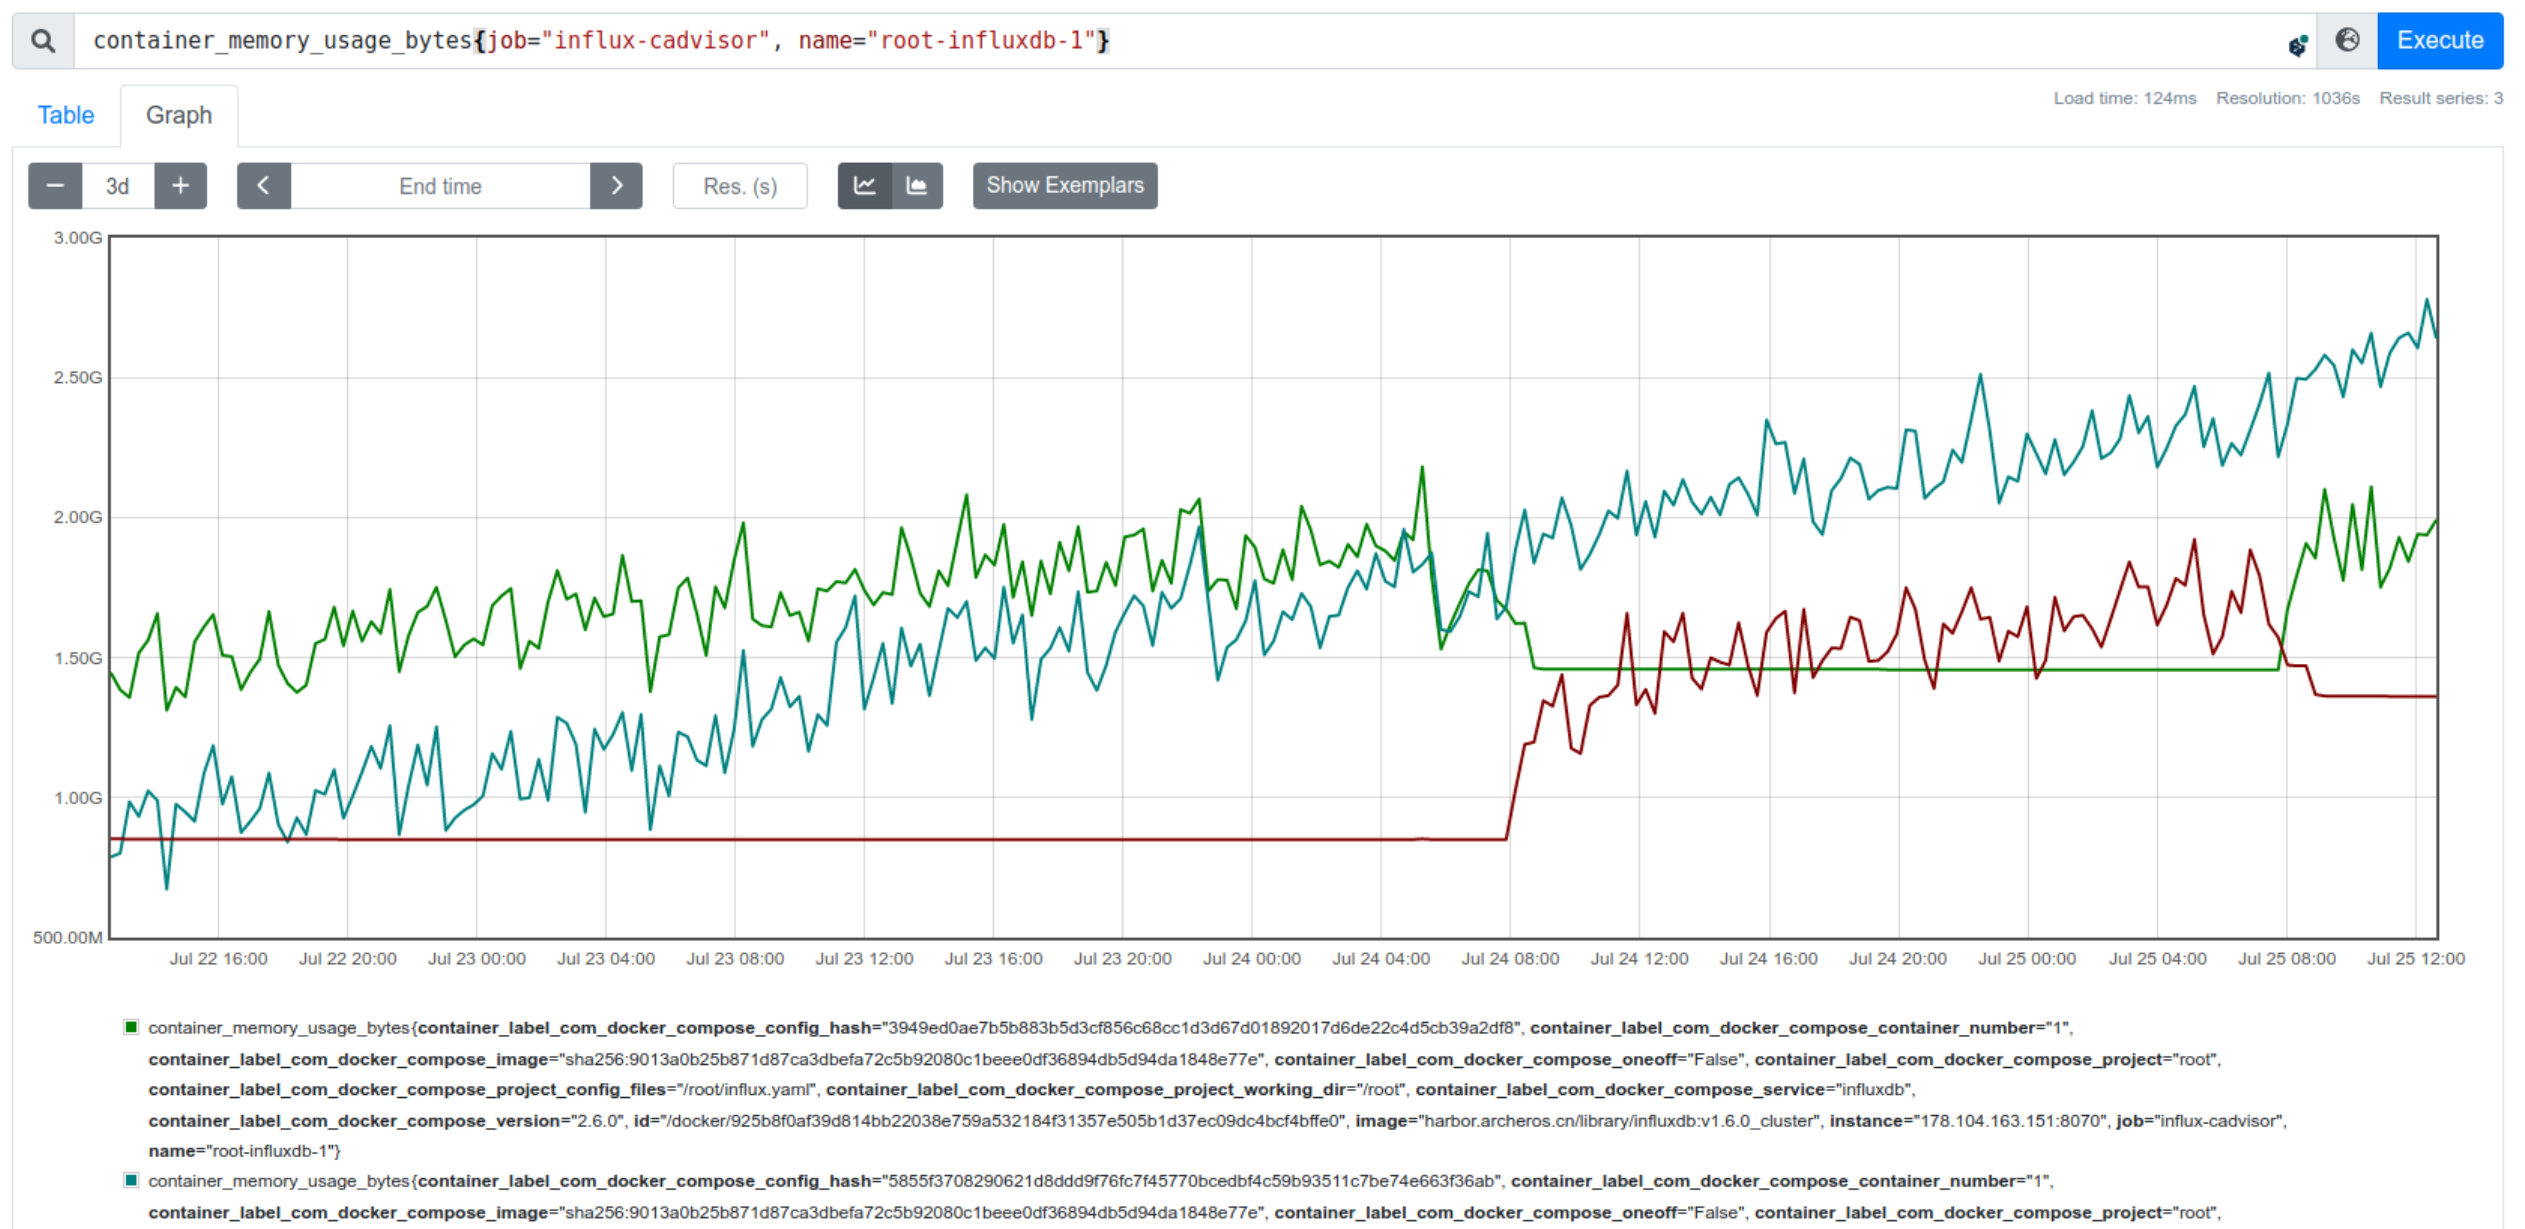 container_memory_usage_bytes{job="influx-cadvisor", name="root-influxdb-1"}
Execute
Table
Graph
Load time: 124ms Resolution: 1036s Result series: 3
3d
End time
Res. (s)
Show Exemplars
3.00G
2.50G
2.00G
1.50G
1.00G
500.00M
Jul 22 16:00 Jul 22 20:00 Jul 23 00:00 Jul 23 04:00 Jul 23 08:00 Jul 23 12:00 Jul 23 16:00 Jul 23 20:00 Jul 24 00:00 Jul 24 04:00 Jul 24 08:00 Jul 24 12:00 Jul 24 16:00 Jul 24 20:00 Jul 25 00:00 Jul 25 04:00 Jul 25 08:00 Jul 25 12:00
container_memory_usage_bytes{container_label_com_docker_compose_config_hash="3949ed0ae7b5b883b5d3cf856c68cc1d3d67d01892017d6de22c4d5cb39a2df8", container_label_com_docker_compose_container_number="1",
container_label_com_docker_compose_image="sha256:9013a0b25b871d87ca3dbefa72c5b92080c1beee0df36894db5d94da1848e77e", container_label_com_docker_compose_oneoff="False", container_label_com_docker_compose_project="root",
container_label_com_docker_compose_project_config_files="/root/influx.yaml", container_label_com_docker_compose_project_working_dir="/root", container_label_com_docker_compose_service="influxdb",
container_label_com_docker_compose_version="2.6.0", id="/docker/925b8f0af39d814bb22038e759a532184f31357e505b1d37ec09dc4bcf4bffe0", image="harbor.archeros.cn/library/influxdb:v1.6.0_cluster", instance="178.104.163.151:8070", job="influx-cadvisor",
name="root-influxdb-1"}
container_memory_usage_bytes{container_label_com_docker_compose_config_hash="5855f3708290621d8ddd9f76fc7f45770bcedbf4c59b93511c7be74e663f36ab", container_label_com_docker_compose_container_number="1",
container_label_com_docker_compose_image="sha256:9013a0b25b871d87ca3dbefa72c5b92080c1beee0df36894db5d94da1848e77e", container_label_com_docker_compose_oneoff="False", container_label_com_docker_compose_project="root",